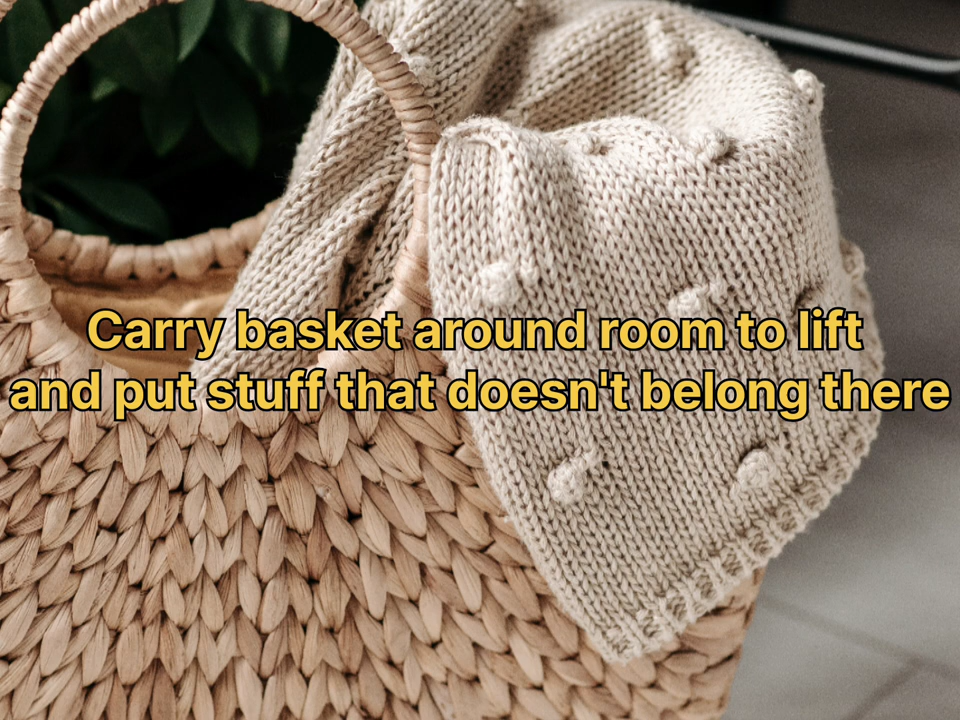 Carry basket around room to lift
and put stuff that doesn't belong there